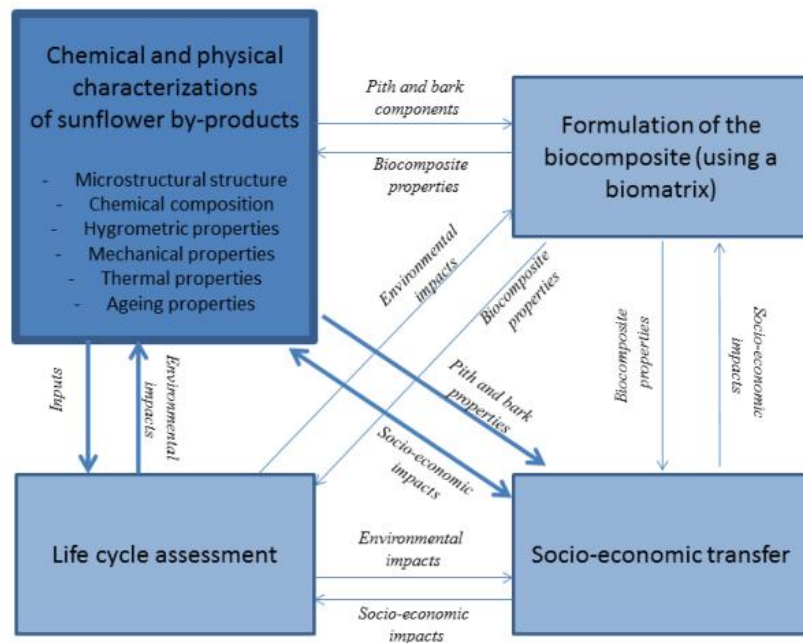 Chemical and physical
characterizations
of sunflower by-products
- Microstructural structure
- Chemical composition
- Hygrometric properties
- Mechanical properties
- Thermal properties
- Ageing properties
Pith and bark
components
Biocomposite
properties
Formulation of the
biocomposite (using a
biomatrix)
Environmental
impacts
Biocomposite
properties
Biocomposite
properties
Socio-economic
impacts
Inputs
Environmental
impacts
Pith and bark
properties
Socio-economic
impacts
Life cycle assessment
Environmental
impacts
Socio-economic
impacts
Socio-economic transfer